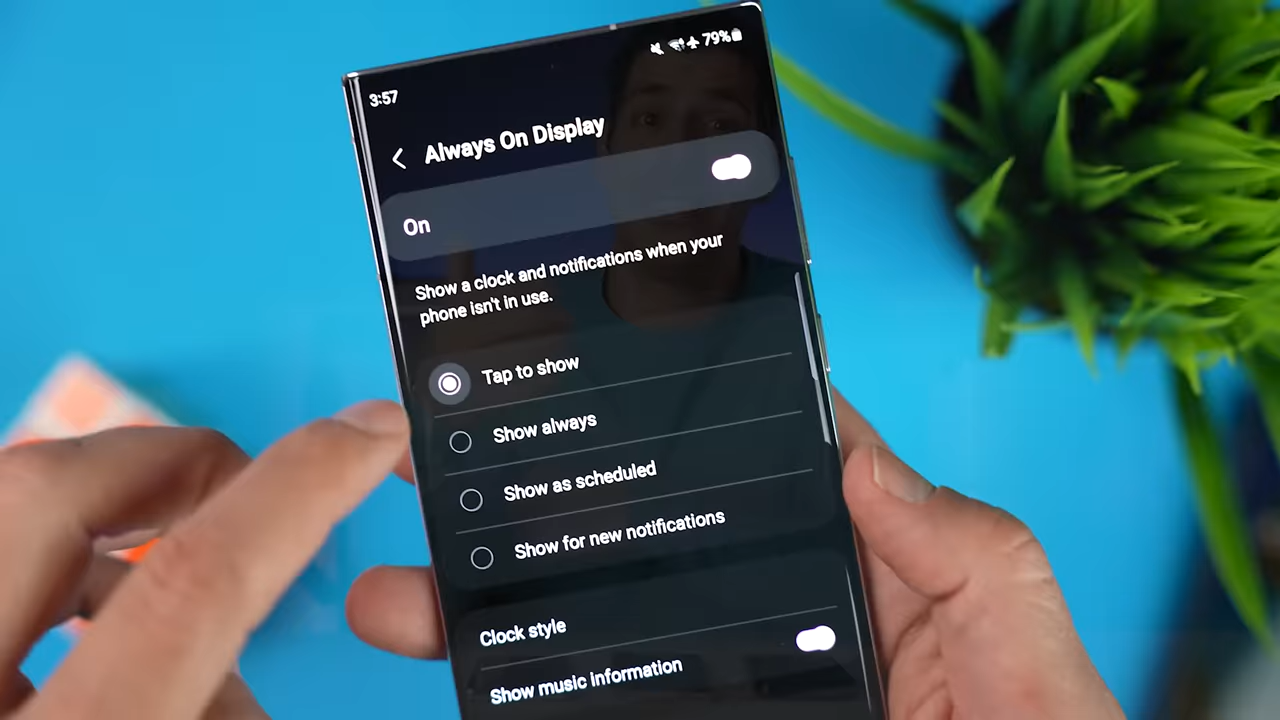 79%
3:57
Always On Display
On
Show a clock and notifications when your
phone isn't in use.
Tap to show
Show always
Show as scheduled
Show for new notifications
Clock style
Show music information